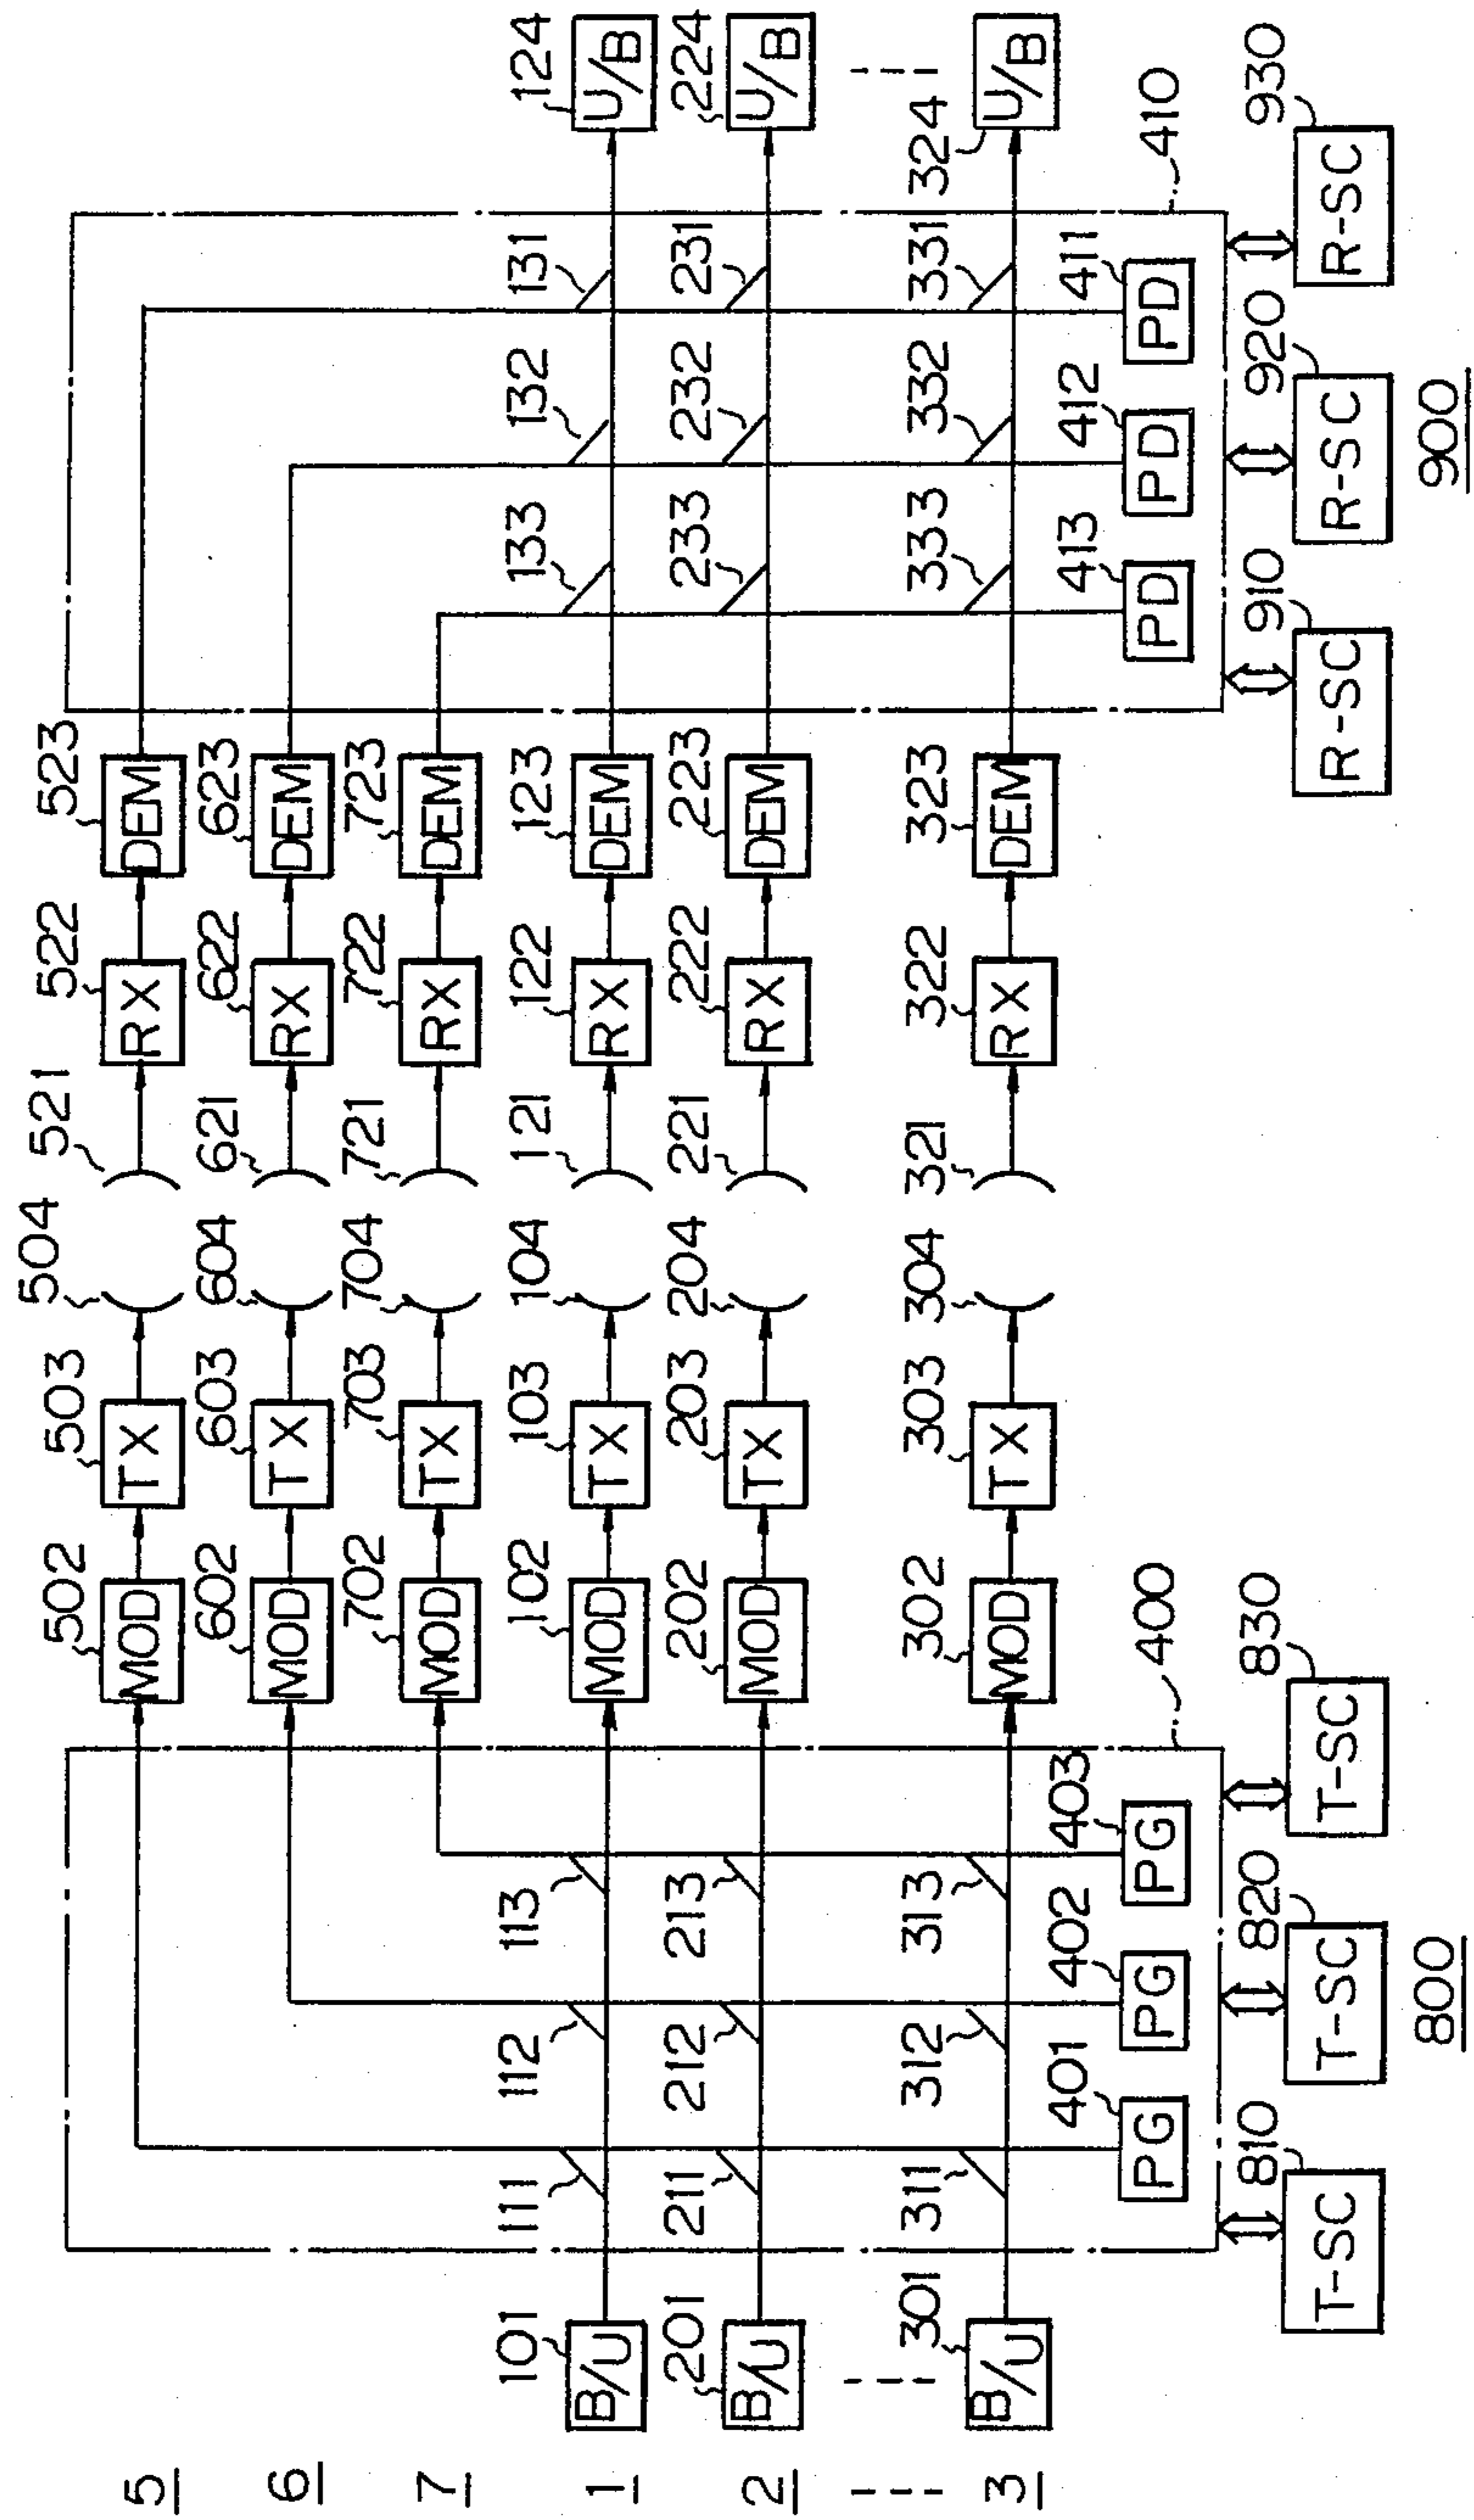 504 521
5 502 503 522 523
MOD TX RX DEM
604 621
6 602 603 622 623
MOD TX RX DEM
704 721
7 702 703 722 723
MOD TX RX DEM
104 121
1 101 111 112 113 102 103 122 123 133 132 131 124
B/U MOD TX RX DEM U/B
204 221
2 201 211 212 213 202 203 222 223 233 232 231 224
B/U MOD TX RX DEM U/B
304 321
3 301 311 312 313 302 303 322 323 333 332 331 324
B/U MOD TX RX DEM U/B
401 402 403 400 413 412 411 410
PG PG PG PD PD PD
810 820 830 910 920 930
T-SC T-SC T-SC R-SC R-SC R-SC
800 900